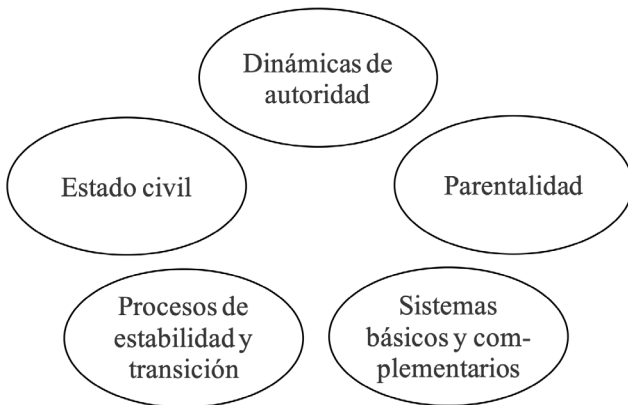 Dinámicas de
autoridad
Estado civil
Parentalidad
Procesos de
estabilidad y
transición
Sistemas
básicos y com-
plementarios